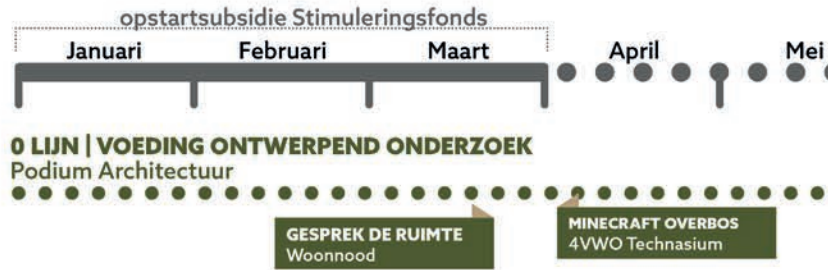 opstartsubsidie Stimuleringsfonds
Januari Februari Maart April Mei
0 LIJN | VOEDING ONTWERPEND ONDERZOEK
Podium Architectuur
GESPREK DE RUIMTE
Woonnood
MINECRAFT OVERBOS
4VWO Technasium